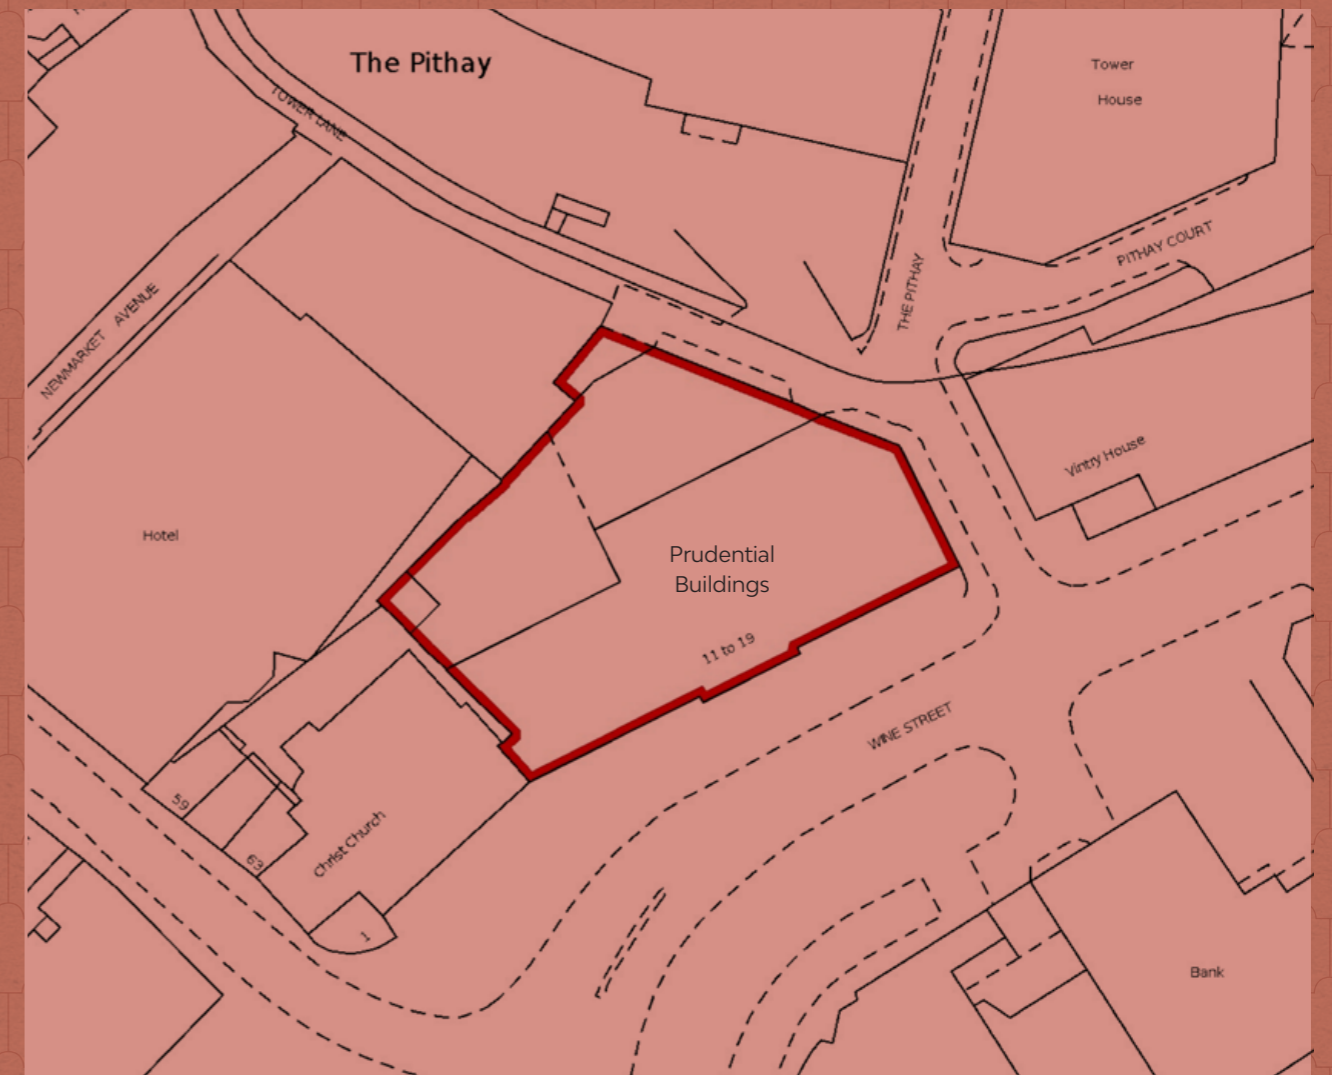 The Pithay
Tower
House
TOWER LANE
PITHAY COURT
THE PITHAY
NEWMARKET AVENUE
Vintry House
Hotel
Prudential
Buildings
11 to 19
WINE STREET
59
63
Christ Church
1
Bank